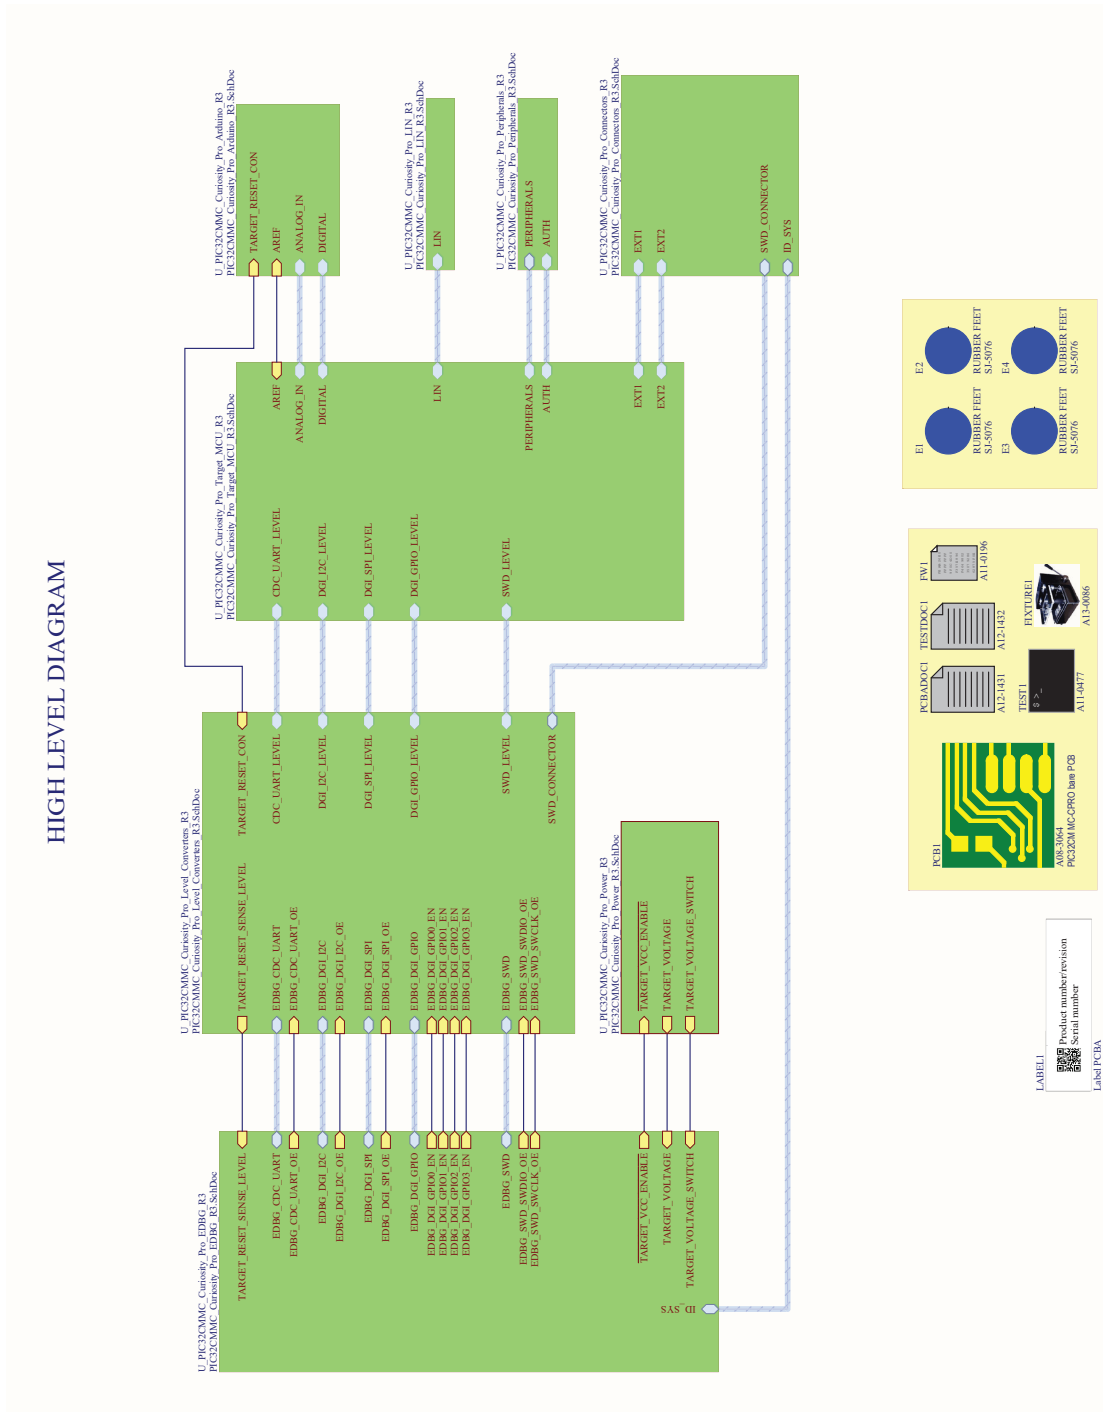 HIGH LEVEL DIAGRAM
U_PIC32CMMC_Curiosity_Pro_EDBG_R3
PIC32CMMC_Curiosity_Pro_EDBG_R3.SchDoc
TARGET_RESET_SENSE_LEVEL
EDBG_CDC_UART
EDBG_CDC_UART_OE
EDBG_DGI_I2C
EDBG_DGI_I2C_OE
EDBG_DGI_SPI
EDBG_DGI_SPI_OE
EDBG_DGI_GPIO
EDBG_DGI_GPIO0_EN
EDBG_DGI_GPIO1_EN
EDBG_DGI_GPIO2_EN
EDBG_DGI_GPIO3_EN
EDBG_SWD
EDBG_SWD_SWDIO_OE
EDBG_SWD_SWCLK_OE
TARGET_VCC_ENABLE
TARGET_VOLTAGE
TARGET_VOLTAGE_SWITCH
ID_SYS
U_PIC32CMMC_Curiosity_Pro_Level_Converters_R3
PIC32CMMC_Curiosity_Pro_Level_Converters_R3.SchDoc
TARGET_RESET_SENSE_LEVEL
EDBG_CDC_UART
EDBG_CDC_UART_OE
EDBG_DGI_I2C
EDBG_DGI_I2C_OE
EDBG_DGI_SPI
EDBG_DGI_SPI_OE
EDBG_DGI_GPIO
EDBG_DGI_GPIO0_EN
EDBG_DGI_GPIO1_EN
EDBG_DGI_GPIO2_EN
EDBG_DGI_GPIO3_EN
EDBG_SWD
EDBG_SWD_SWDIO_OE
EDBG_SWD_SWCLK_OE
TARGET_RESET_CON
CDC_UART_LEVEL
DGI_I2C_LEVEL
DGI_SPI_LEVEL
DGI_GPIO_LEVEL
SWD_LEVEL
SWD_CONNECTOR
U_PIC32CMMC_Curiosity_Pro_Power_R3
PIC32CMMC_Curiosity_Pro_Power_R3.SchDoc
TARGET_VCC_ENABLE
TARGET_VOLTAGE
TARGET_VOLTAGE_SWITCH
U_PIC32CMMC_Curiosity_Pro_Target_MCU_R3
PIC32CMMC_Curiosity_Pro_Target_MCU_R3.SchDoc
CDC_UART_LEVEL
DGI_I2C_LEVEL
DGI_SPI_LEVEL
DGI_GPIO_LEVEL
SWD_LEVEL
AREF
ANALOG_IN
DIGITAL
LIN
PERIPHERALS
AUTH
EXT1
EXT2
U_PIC32CMMC_Curiosity_Pro_Arduino_R3
PIC32CMMC_Curiosity_Pro_Arduino_R3.SchDoc
TARGET_RESET_CON
AREF
ANALOG_IN
DIGITAL
U_PIC32CMMC_Curiosity_Pro_LIN_R3
PIC32CMMC_Curiosity_Pro_LIN_R3.SchDoc
LIN
U_PIC32CMMC_Curiosity_Pro_Peripherals_R3
PIC32CMMC_Curiosity_Pro_Peripherals_R3.SchDoc
PERIPHERALS
AUTH
U_PIC32CMMC_Curiosity_Pro_Connectors_R3
PIC32CMMC_Curiosity_Pro_Connectors_R3.SchDoc
EXT1
EXT2
SWD_CONNECTOR
ID_SYS
LABEL1
Product number/revision
Serial number
Label PCBA
PCB1
A08-3064
PIC32CM MC-CPRO bare PCB
PCBADOC1
A12-1431
TESTDOC1
A12-1432
FW1
A11-0196
TEST1
$ >_
A11-0477
FIXTURE1
A13-0086
E1
RUBBER FEET
SJ-5076
E2
RUBBER FEET
SJ-5076
E3
RUBBER FEET
SJ-5076
E4
RUBBER FEET
SJ-5076